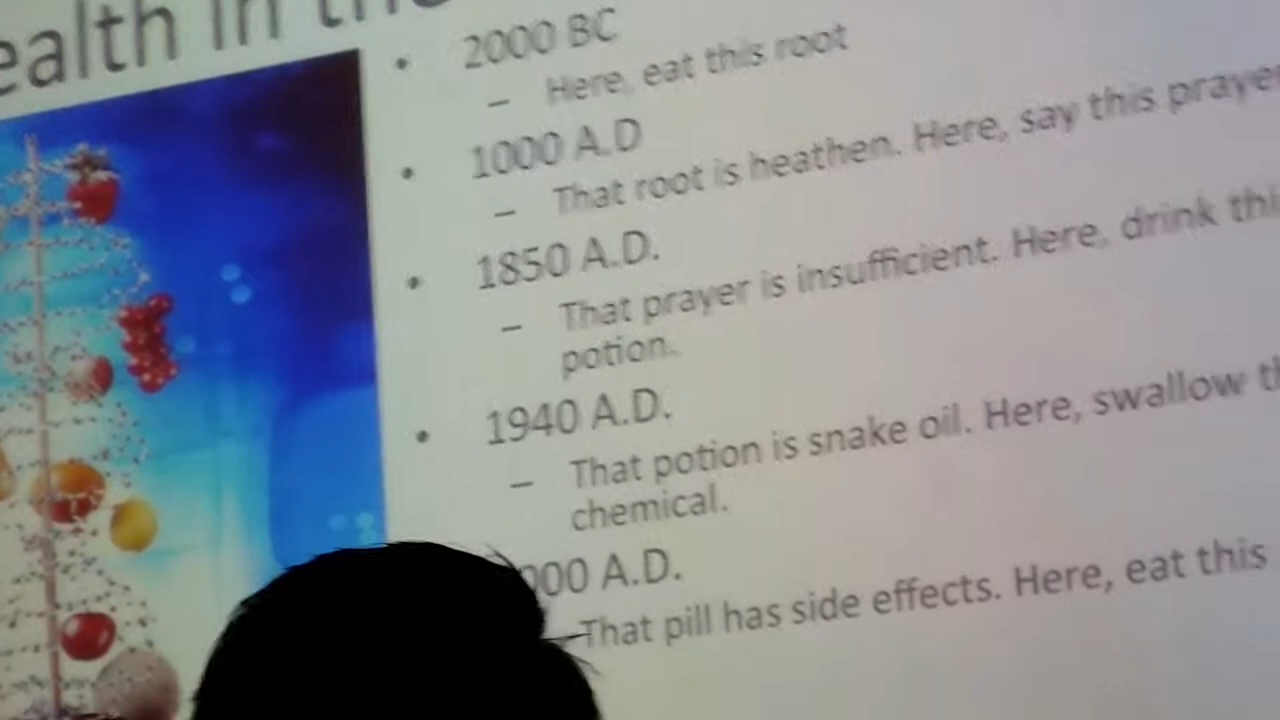 ealth in the
• 2000 BC
– Here, eat this root
• 1000 A.D
– That root is heathen. Here, say this prayer
• 1850 A.D.
– That prayer is insufficient. Here, drink thi
potion.
• 1940 A.D.
– That potion is snake oil. Here, swallow th
chemical.
000 A.D.
– That pill has side effects. Here, eat this